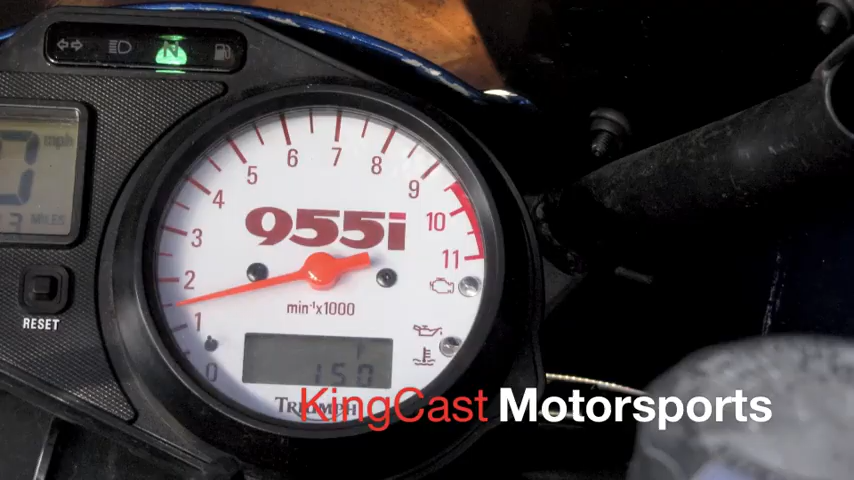 N
mph
MILES
RESET
0
1
2
3
4
5
6
7
8
9
10
11
955i
min⁻¹x1000
150
TRIUMPH
KingCast Motorsports